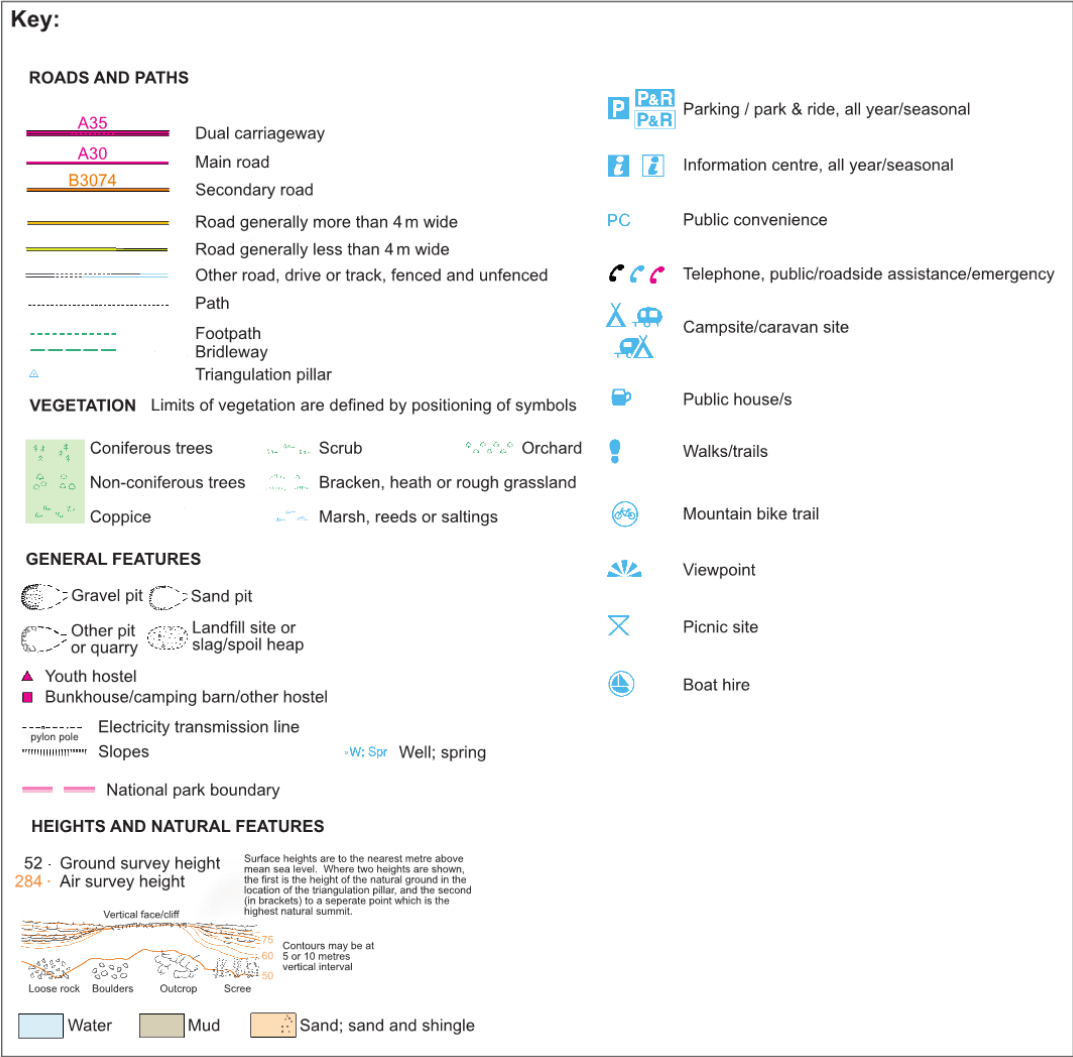 Key:
ROADS AND PATHS
A35
Dual carriageway
A30
Main road
B3074
Secondary road
Road generally more than 4 m wide
Road generally less than 4 m wide
Other road, drive or track, fenced and unfenced
Path
Footpath
Bridleway
Triangulation pillar
VEGETATION Limits of vegetation are defined by positioning of symbols
Coniferous trees Scrub Orchard
Non-coniferous trees Bracken, heath or rough grassland
Coppice Marsh, reeds or saltings
GENERAL FEATURES
Gravel pit Sand pit
Other pit
or quarry
Landfill site or
slag/spoil heap
Youth hostel
Bunkhouse/camping barn/other hostel
Electricity transmission line
pylon pole
Slopes
W; Spr Well; spring
National park boundary
HEIGHTS AND NATURAL FEATURES
52 · Ground survey height
284 · Air survey height
Surface heights are to the nearest metre above
mean sea level. Where two heights are shown,
the first is the height of the natural ground in the
location of the triangulation pillar, and the second
(in brackets) to a seperate point which is the
highest natural summit.
Vertical face/cliff
75
60
50
Contours may be at
5 or 10 metres
vertical interval
Loose rock Boulders Outcrop Scree
Water Mud Sand; sand and shingle
P P&R
P&R
Parking / park & ride, all year/seasonal
i i Information centre, all year/seasonal
PC Public convenience
Telephone, public/roadside assistance/emergency
Campsite/caravan site
Public house/s
Walks/trails
Mountain bike trail
Viewpoint
Picnic site
Boat hire